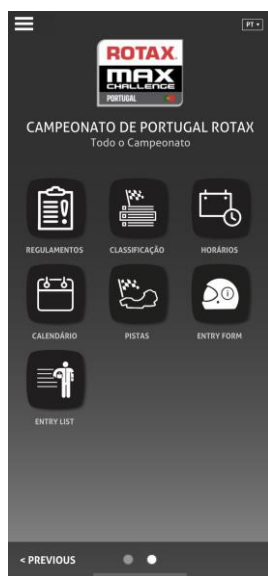 PT
ROTAX
MAX
CHALLENGE
PORTUGAL
CAMPEONATO DE PORTUGAL ROTAX
Todo o Campeonato
REGULAMENTOS
CLASSIFICAÇÃO
HORÁRIOS
CALENDÁRIO
PISTAS
ENTRY FORM
ENTRY LIST
< PREVIOUS